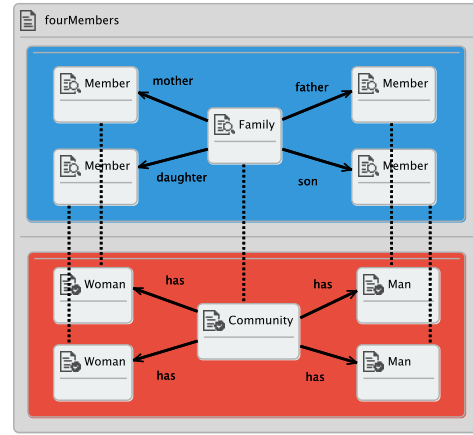 fourMembers
Member
mother
father
Member
Family
Member
daughter
son
Member
Woman
has
has
Man
Community
Woman
has
has
Man